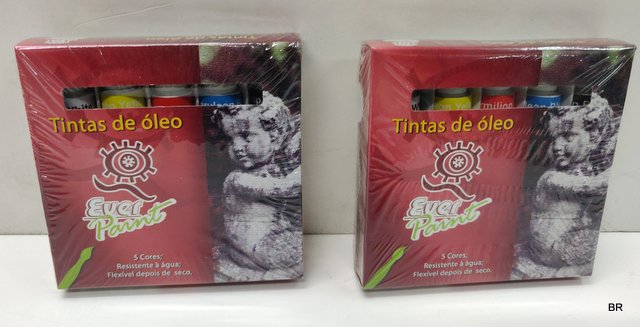 Tintas de óleo
Ever
Paint
5 Cores;
Resistente à água;
Flexível depois de seco.
Tintas de óleo
Ever
Paint
5 Cores;
Resistente à água;
Flexível depois de seco.
BR